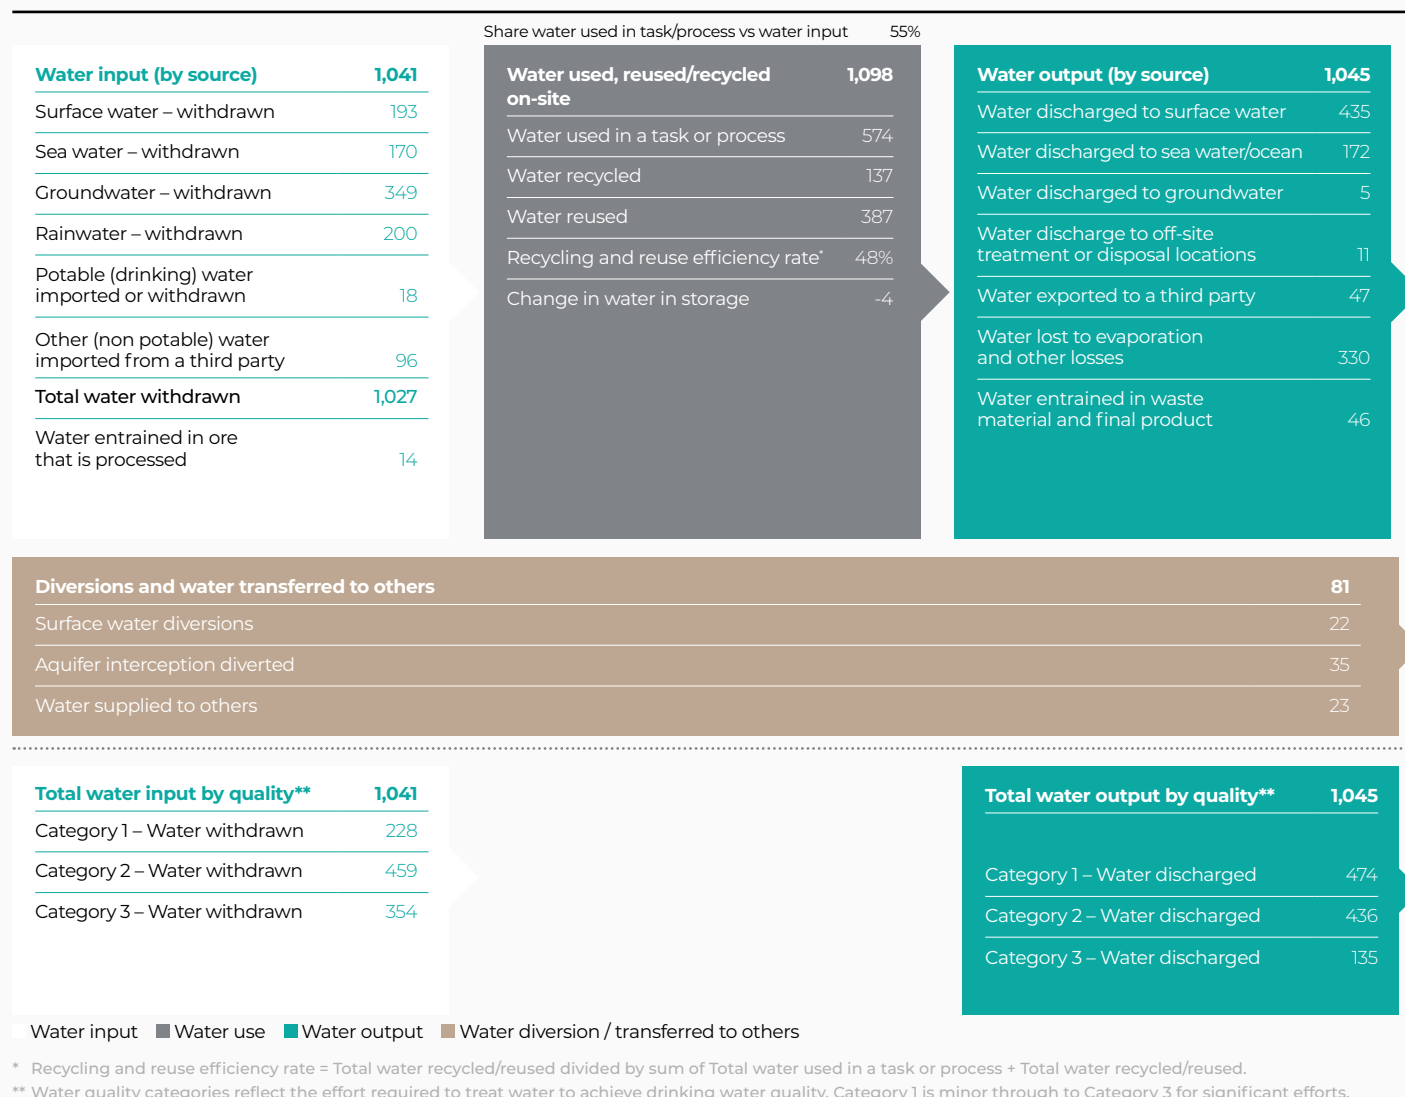 Share water used in task/process vs water input 55%
Water input (by source) 1,041
Surface water – withdrawn 193
Sea water – withdrawn 170
Groundwater – withdrawn 349
Rainwater – withdrawn 200
Potable (drinking) water
imported or withdrawn 18
Other (non potable) water
imported from a third party 96
Total water withdrawn 1,027
Water entrained in ore
that is processed 14
Water used, reused/recycled 1,098
on-site
Water used in a task or process 574
Water recycled 137
Water reused 387
Recycling and reuse efficiency rate* 48%
Change in water in storage -4
Water output (by source) 1,045
Water discharged to surface water 435
Water discharged to sea water/ocean 172
Water discharged to groundwater 5
Water discharge to off-site
treatment or disposal locations 11
Water exported to a third party 47
Water lost to evaporation
and other losses 330
Water entrained in waste
material and final product 46
Diversions and water transferred to others 81
Surface water diversions 22
Aquifer interception diverted 35
Water supplied to others 23
Total water input by quality** 1,041
Category 1 – Water withdrawn 228
Category 2 – Water withdrawn 459
Category 3 – Water withdrawn 354
Total water output by quality** 1,045
Category 1 – Water discharged 474
Category 2 – Water discharged 436
Category 3 – Water discharged 135
Water input Water use Water output Water diversion / transferred to others
* Recycling and reuse efficiency rate = Total water recycled/reused divided by sum of Total water used in a task or process + Total water recycled/reused.
** Water quality categories reflect the effort required to treat water to achieve drinking water quality. Category 1 is minor through to Category 3 for significant efforts.